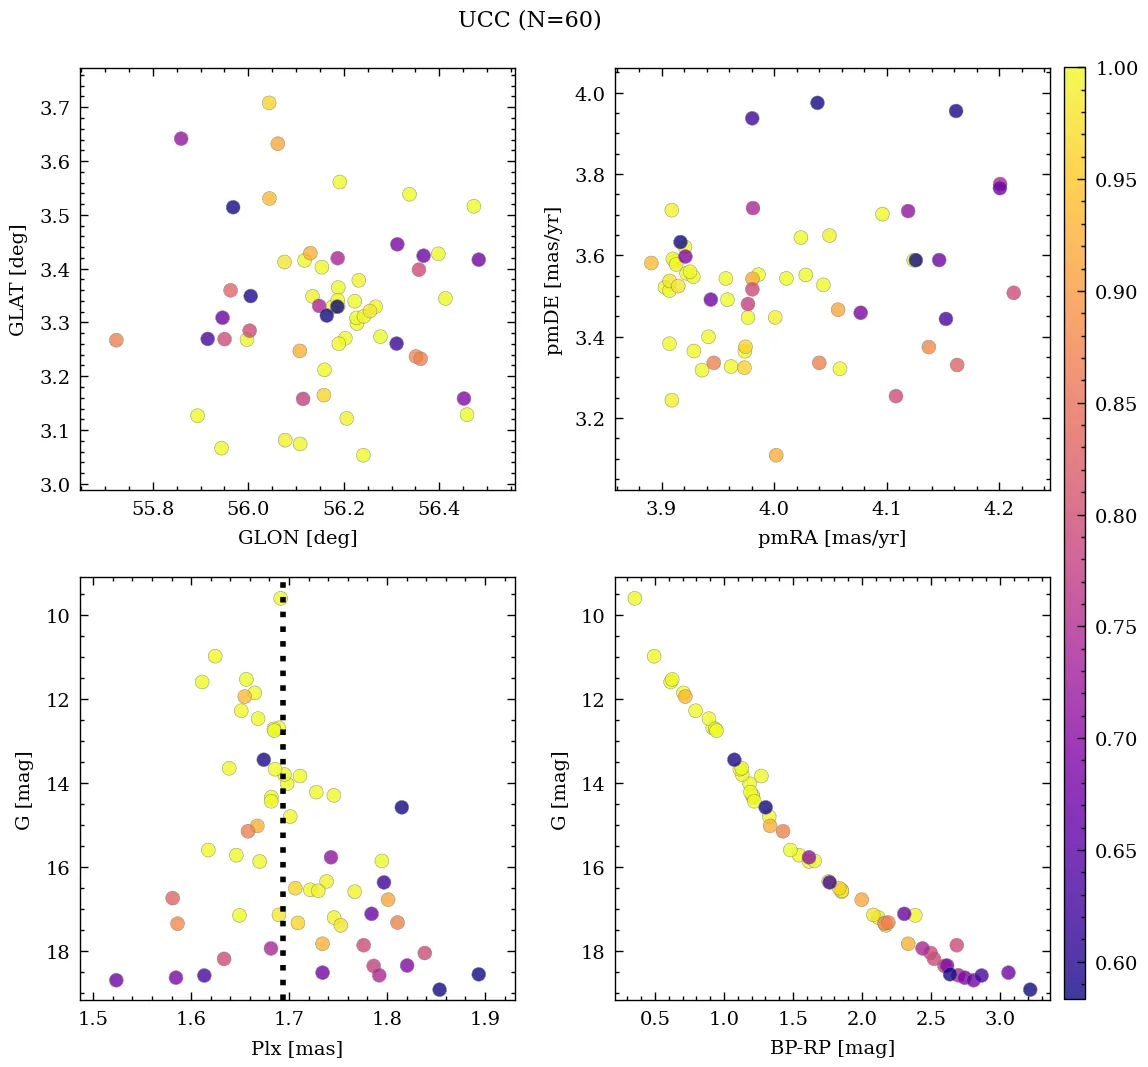 UCC (N=60)
3.7
3.6
3.5
3.4
3.3
3.2
3.1
3.0
GLAT [deg]
55.8 56.0 56.2 56.4
GLON [deg]
4.0
3.8
3.6
3.4
3.2
pmDE [mas/yr]
3.9 4.0 4.1 4.2
pmRA [mas/yr]
10
12
14
16
18
G [mag]
1.5 1.6 1.7 1.8 1.9
Plx [mas]
10
12
14
16
18
G [mag]
0.5 1.0 1.5 2.0 2.5 3.0
BP-RP [mag]
1.00
0.95
0.90
0.85
0.80
0.75
0.70
0.65
0.60